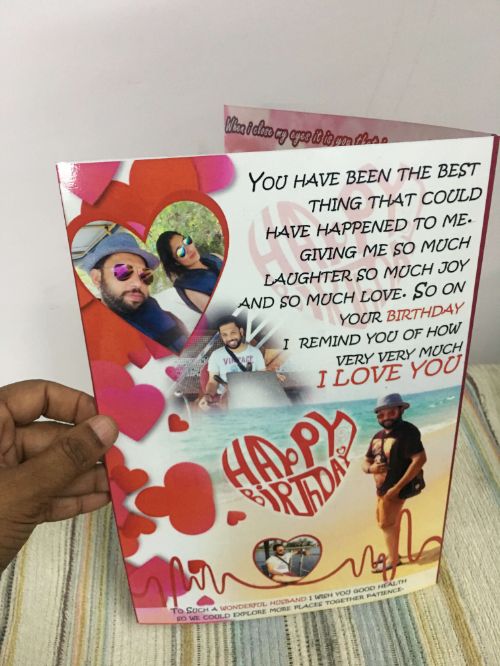 When i close my eyes it is you that
YOU HAVE BEEN THE BEST
THING THAT COULD
HAVE HAPPENED TO ME.
GIVING ME SO MUCH
LAUGHTER SO MUCH JOY
AND SO MUCH LOVE. SO ON
YOUR BIRTHDAY
I REMIND YOU OF HOW
VERY VERY MUCH
I LOVE YOU
VINTAGE
HAPPY
BIRTHDAY
TO SUCH A WONDERFUL HUSBAND I WISH YOU GOOD HEALTH
SO WE COULD EXPLORE MORE PLACES TOGETHER PATIENCE.